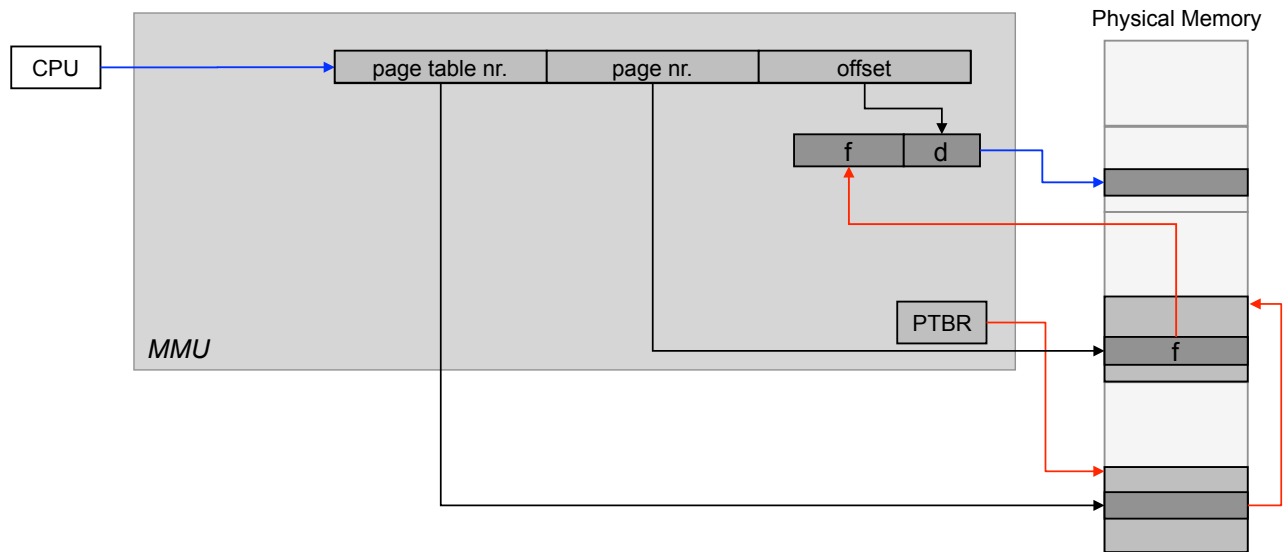 Physical Memory
CPU
page table nr.
page nr.
offset
f
d
PTBR
MMU
f